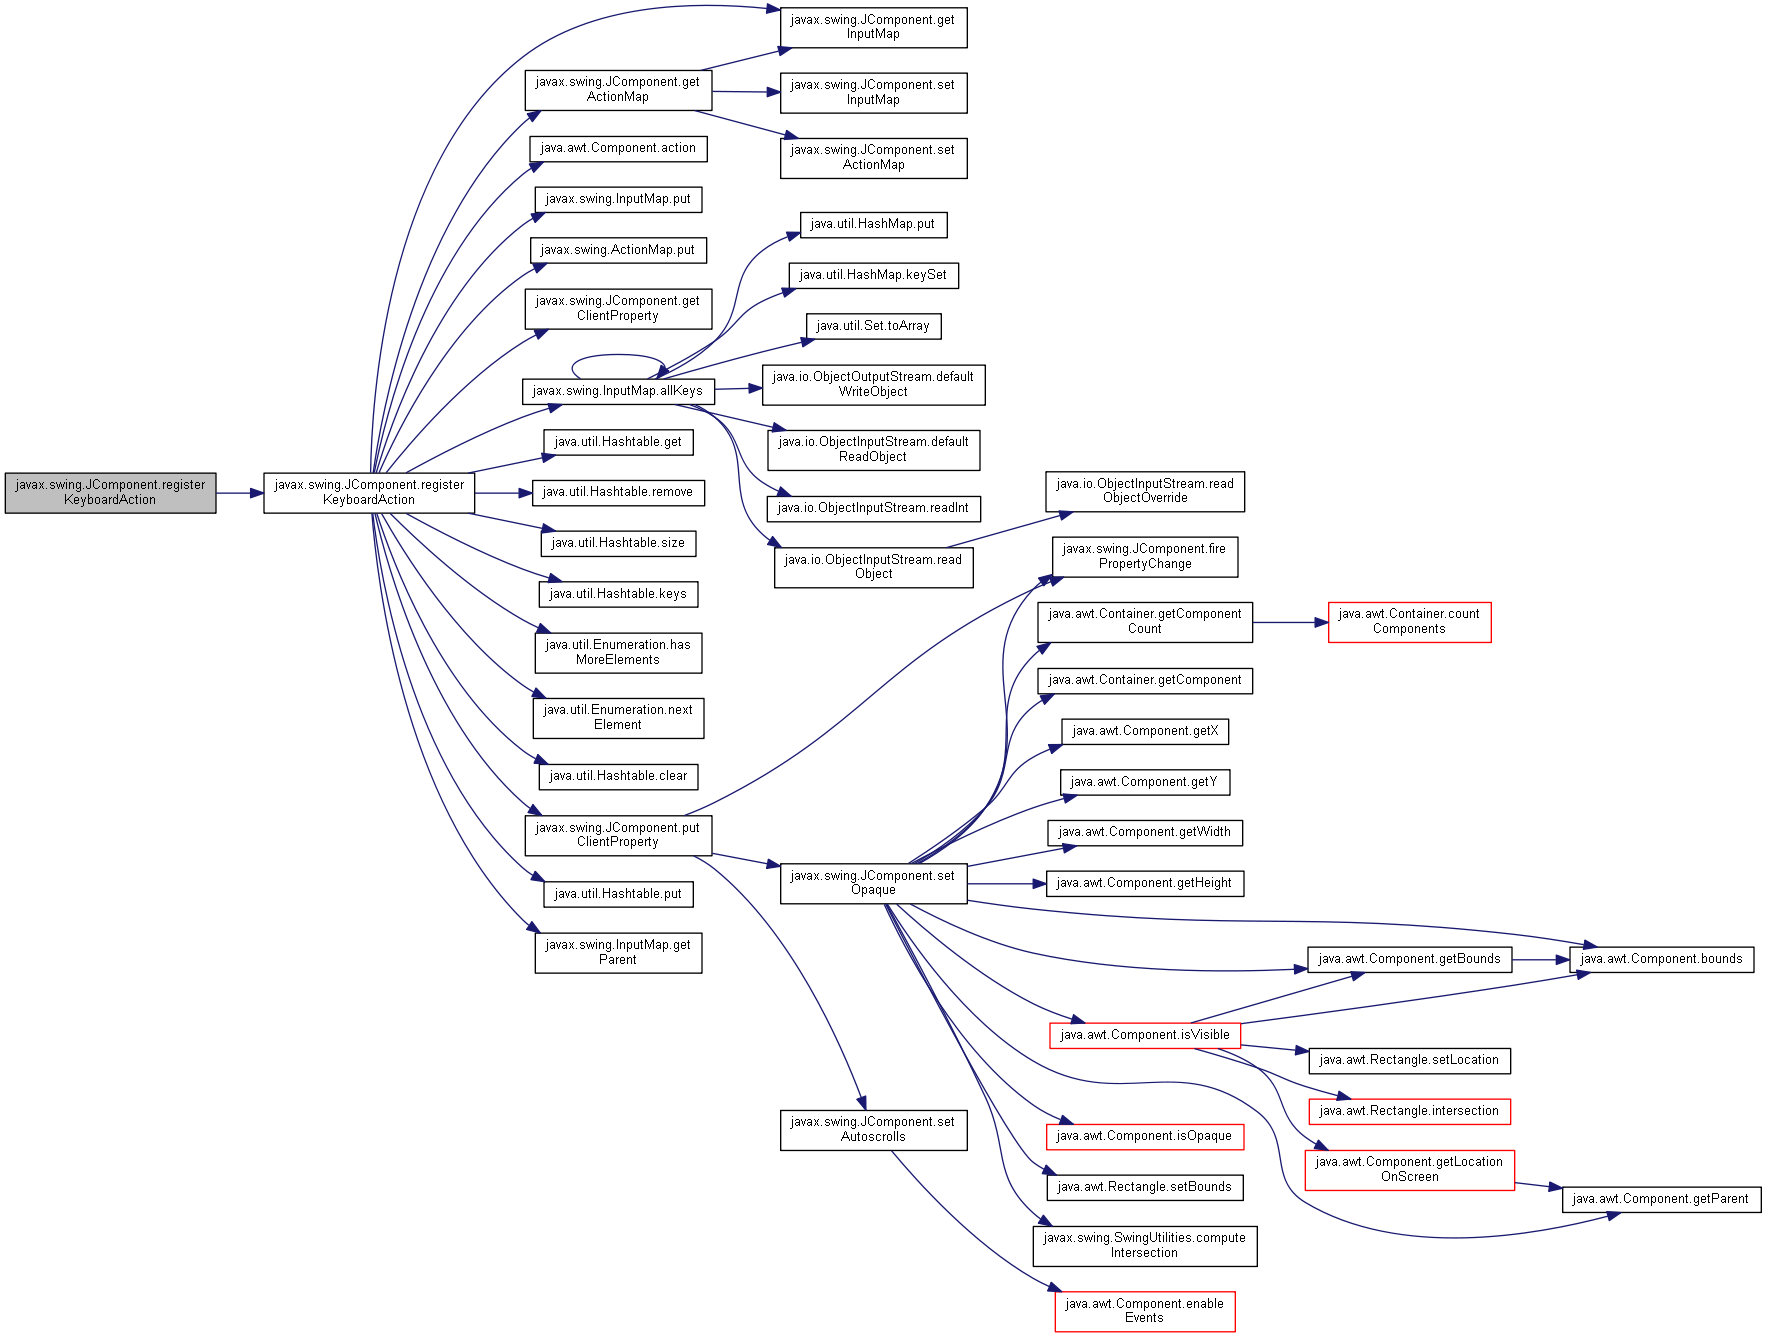 javax.swing.JComponent.register
KeyboardAction
javax.swing.JComponent.register
KeyboardAction
javax.swing.JComponent.get
InputMap
javax.swing.JComponent.get
ActionMap
javax.swing.JComponent.set
InputMap
javax.swing.JComponent.set
ActionMap
java.awt.Component.action
javax.swing.InputMap.put
javax.swing.ActionMap.put
javax.swing.JComponent.get
ClientProperty
javax.swing.InputMap.allKeys
java.util.HashMap.put
java.util.HashMap.keySet
java.util.Set.toArray
java.io.ObjectOutputStream.default
WriteObject
java.io.ObjectInputStream.default
ReadObject
java.io.ObjectInputStream.readInt
java.io.ObjectInputStream.read
Object
java.io.ObjectInputStream.read
ObjectOverride
java.util.Hashtable.get
java.util.Hashtable.remove
java.util.Hashtable.size
java.util.Hashtable.keys
java.util.Enumeration.has
MoreElements
java.util.Enumeration.next
Element
java.util.Hashtable.clear
javax.swing.JComponent.put
ClientProperty
java.util.Hashtable.put
javax.swing.InputMap.get
Parent
javax.swing.JComponent.fire
PropertyChange
javax.swing.JComponent.set
Opaque
java.awt.Container.getComponent
Count
java.awt.Container.count
Components
java.awt.Container.getComponent
java.awt.Component.getX
java.awt.Component.getY
java.awt.Component.getWidth
java.awt.Component.getHeight
java.awt.Component.getBounds
java.awt.Component.bounds
java.awt.Component.isVisible
java.awt.Rectangle.setLocation
java.awt.Rectangle.intersection
java.awt.Component.getLocation
OnScreen
java.awt.Component.getParent
java.awt.Component.isOpaque
java.awt.Rectangle.setBounds
javax.swing.SwingUtilities.compute
Intersection
javax.swing.JComponent.set
Autoscrolls
java.awt.Component.enable
Events